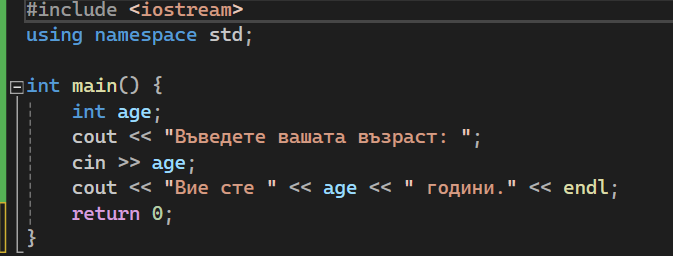 #include <iostream>
using namespace std;
int main() {
int age;
cout << "Въведете вашата възраст: ";
cin >> age;
cout << "Вие сте " << age << " години." << endl;
return 0;
}